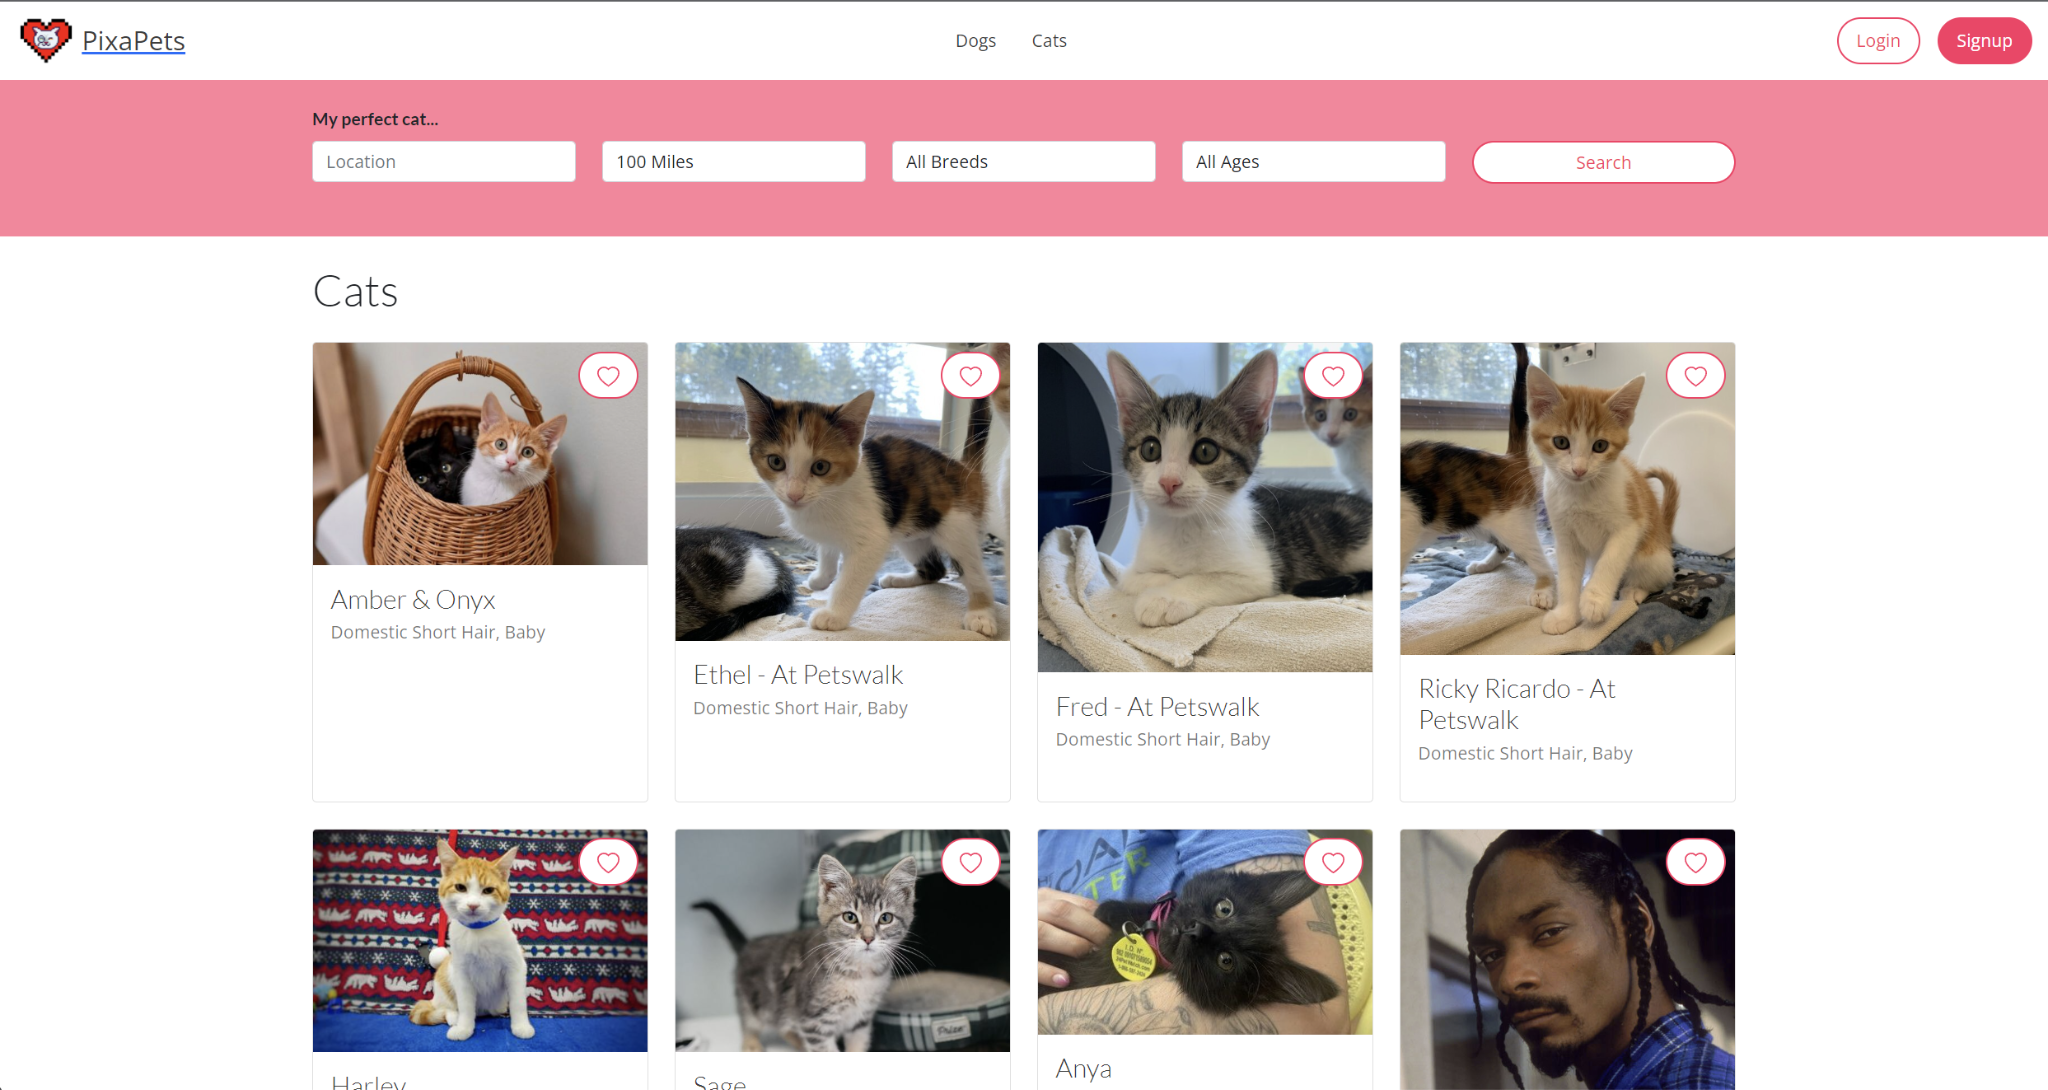 PixaPets
Dogs
Cats
Login
Signup
My perfect cat...
Location
100 Miles
All Breeds
All Ages
Search
Cats
Amber & Onyx
Domestic Short Hair, Baby
Ethel - At Petswalk
Domestic Short Hair, Baby
Fred - At Petswalk
Domestic Short Hair, Baby
Ricky Ricardo - At
Petswalk
Domestic Short Hair, Baby
Harley
Sage
Anya